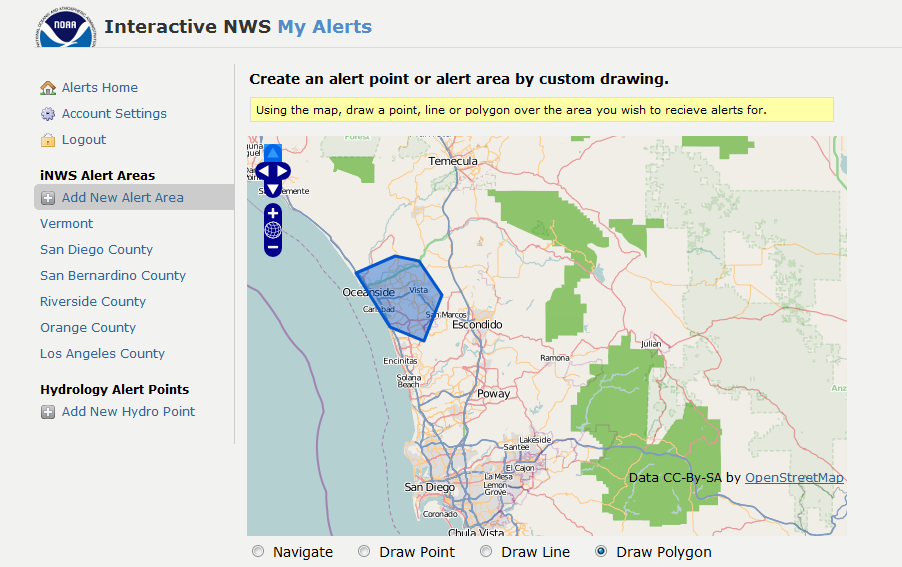 NOAA
Interactive NWS My Alerts
Alerts Home
Account Settings
Logout
iNWS Alert Areas
Add New Alert Area
Vermont
San Diego County
San Bernardino County
Riverside County
Orange County
Los Angeles County
Hydrology Alert Points
Add New Hydro Point
Create an alert point or alert area by custom drawing.
Using the map, draw a point, line or polygon over the area you wish to recieve alerts for.
Forest
Temecula
Oceanside
Vista
Carlsbad
San Marcos
Escondido
Encinitas
Solana
Beach
Ramona
Julian
Poway
Lakeside
Santee
El Cajon
La Mesa
Lemon
Grove
San Diego
Coronado
Chula Vista
Data CC-By-SA by OpenStreetMap
Navigate Draw Point Draw Line Draw Polygon